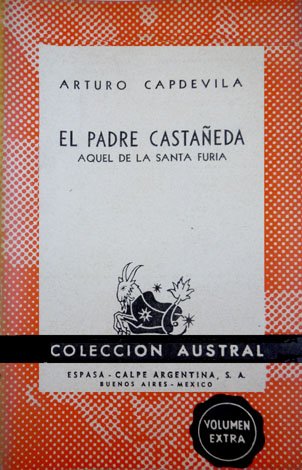 ARTURO CAPDEVILA
EL PADRE CASTAÑEDA
AQUEL DE LA SANTA FURIA
COLECCION AUSTRAL
ESPASA - CALPE ARGENTINA, S. A.
BUENOS AIRES - MEXICO
VOLUMEN
EXTRA